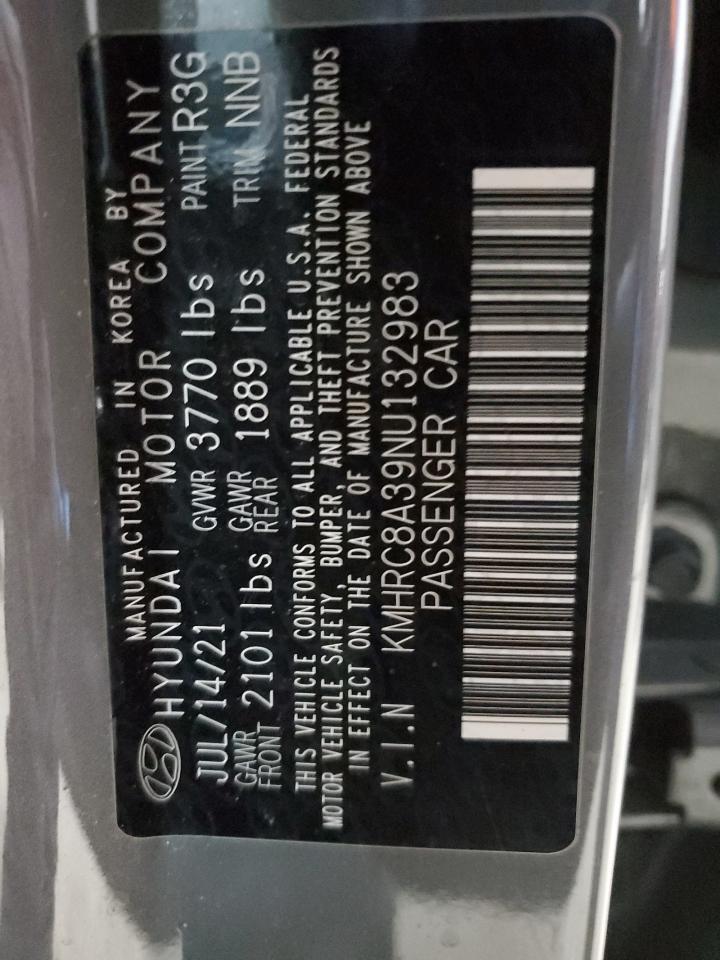 MANUFACTURED IN KOREA BY
HYUNDAI MOTOR COMPANY
JUL/14/21 GVWR 3770 lbs PAINT R3G
GAWR FRONT 2101 lbs GAWR REAR 1889 lbs TRIM NNB
THIS VEHICLE CONFORMS TO ALL APPLICABLE U.S.A. FEDERAL
MOTOR VEHICLE SAFETY, BUMPER, AND THEFT PREVENTION STANDARDS
IN EFFECT ON THE DATE OF MANUFACTURE SHOWN ABOVE
V.I.N KMHRC8A39NU132983
PASSENGER CAR